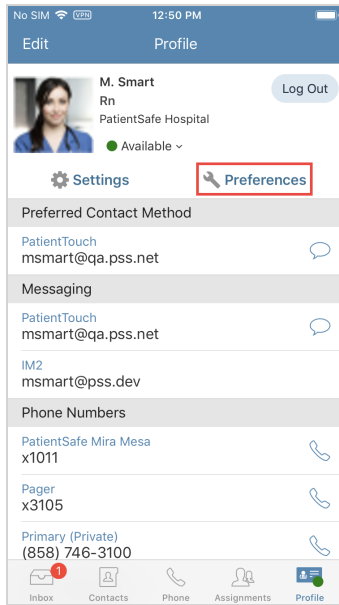 No SIM VPN 12:50 PM
Edit Profile
M. Smart
Rn
PatientSafe Hospital
Available
Log Out
Settings Preferences
Preferred Contact Method
PatientTouch
msmart@qa.pss.net
Messaging
PatientTouch
msmart@qa.pss.net
IM2
msmart@pss.dev
Phone Numbers
PatientSafe Mira Mesa
x1011
Pager
x3105
Primary (Private)
(858) 746-3100
1
Inbox Contacts Phone Assignments Profile